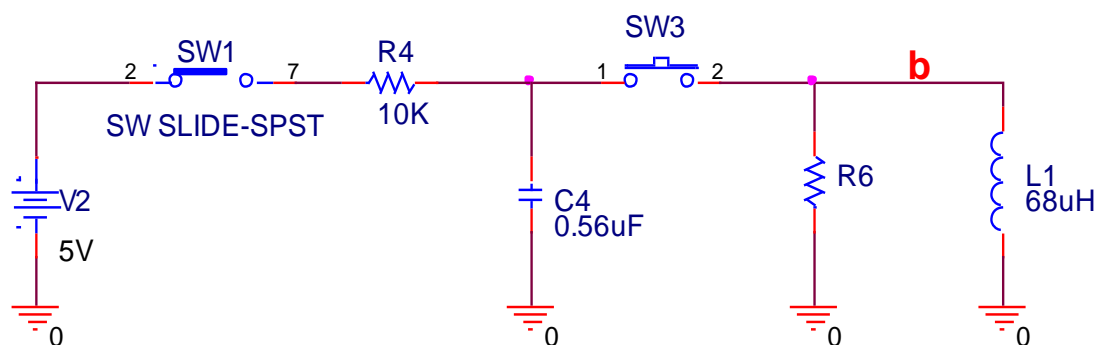 SW1
2
7
SW SLIDE-SPST
R4
10K
SW3
1
2
b
V2
5V
C4
0.56uF
R6
L1
68uH
0
0
0
0